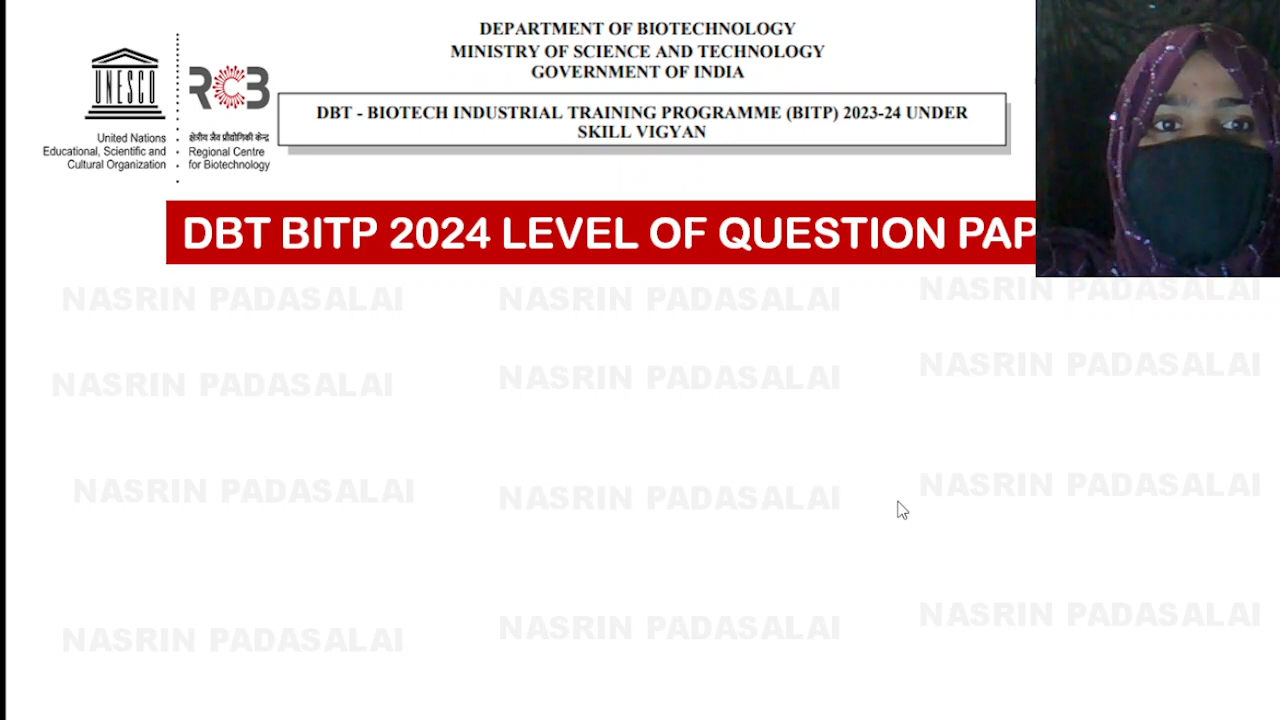 DEPARTMENT OF BIOTECHNOLOGY
MINISTRY OF SCIENCE AND TECHNOLOGY
GOVERNMENT OF INDIA
UNESCO
RCB
United Nations
Educational, Scientific and
Cultural Organization
क्षेत्रीय जैव प्रौद्योगिकी केन्द्र
Regional Centre
for Biotechnology
DBT - BIOTECH INDUSTRIAL TRAINING PROGRAMME (BITP) 2023-24 UNDER
SKILL VIGYAN
DBT BITP 2024 LEVEL OF QUESTION PAP
NASRIN PADASALAI NASRIN PADASALAI NASRIN PADASALAI
NASRIN PADASALAI NASRIN PADASALAI NASRIN PADASALAI
NASRIN PADASALAI NASRIN PADASALAI NASRIN PADASALAI
NASRIN PADASALAI NASRIN PADASALAI NASRIN PADASALAI